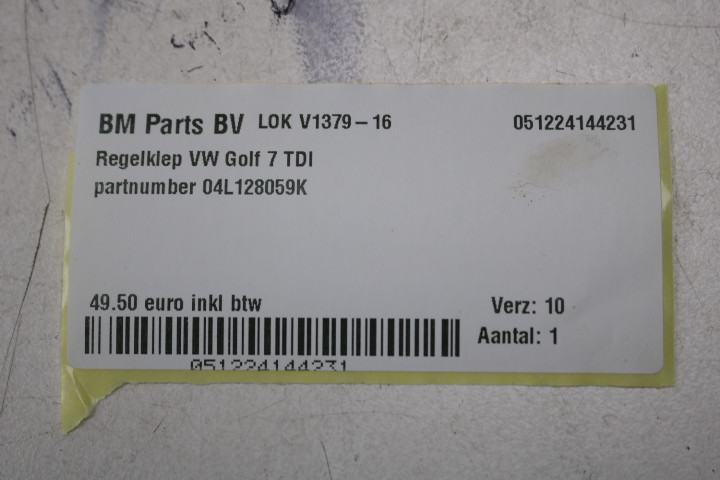 BM Parts BV LOK V1379-16 051224144231
Regelklep VW Golf 7 TDI
partnumber 04L128059K
49.50 euro inkl btw Verz: 10
Aantal: 1
051224144231